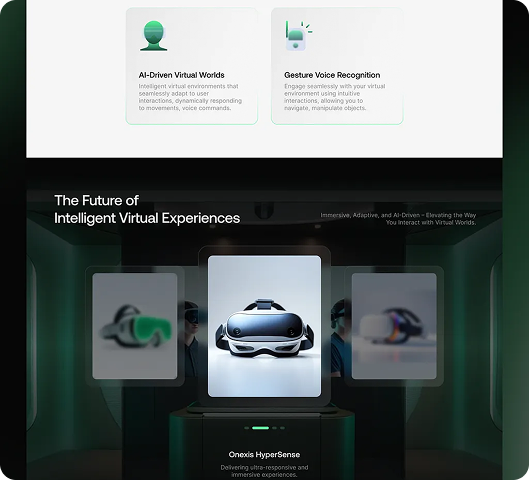 AI-Driven Virtual Worlds
Intelligent virtual environments that
seamlessly adapt to user
interactions, dynamically responding
to movements, voice commands.
Gesture Voice Recognition
Engage seamlessly with your virtual
environment using intuitive
interactions, allowing you to
navigate, manipulate objects.
The Future of
Intelligent Virtual Experiences
Immersive, Adaptive, and AI-Driven – Elevating the Way
You Interact with Virtual Worlds.
Onexis HyperSense
Delivering ultra-responsive and
immersive experiences.